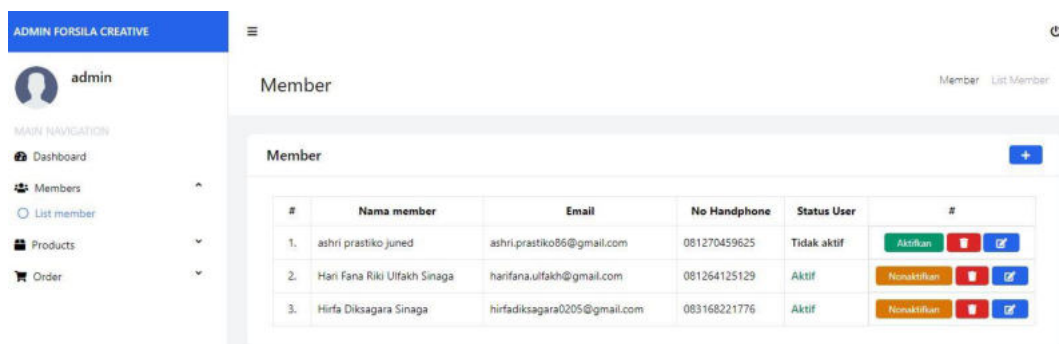 ADMIN FORSILA CREATIVE
admin
MAIN NAVIGATION
Dashboard
Members
List member
Products
Order
Member
Member List Member
Member
# Nama member Email No Handphone Status User #
1. ashri prastiko juned ashri.prastiko86@gmail.com 081270459625 Tidak aktif Aktifkan
2. Hari Fana Riki Ulfakh Sinaga harifana.ulfakh@gmail.com 081264125129 Aktif Nonaktifkan
3. Hirfa Diksagara Sinaga hirfadiksagara0205@gmail.com 083168221776 Aktif Nonaktifkan